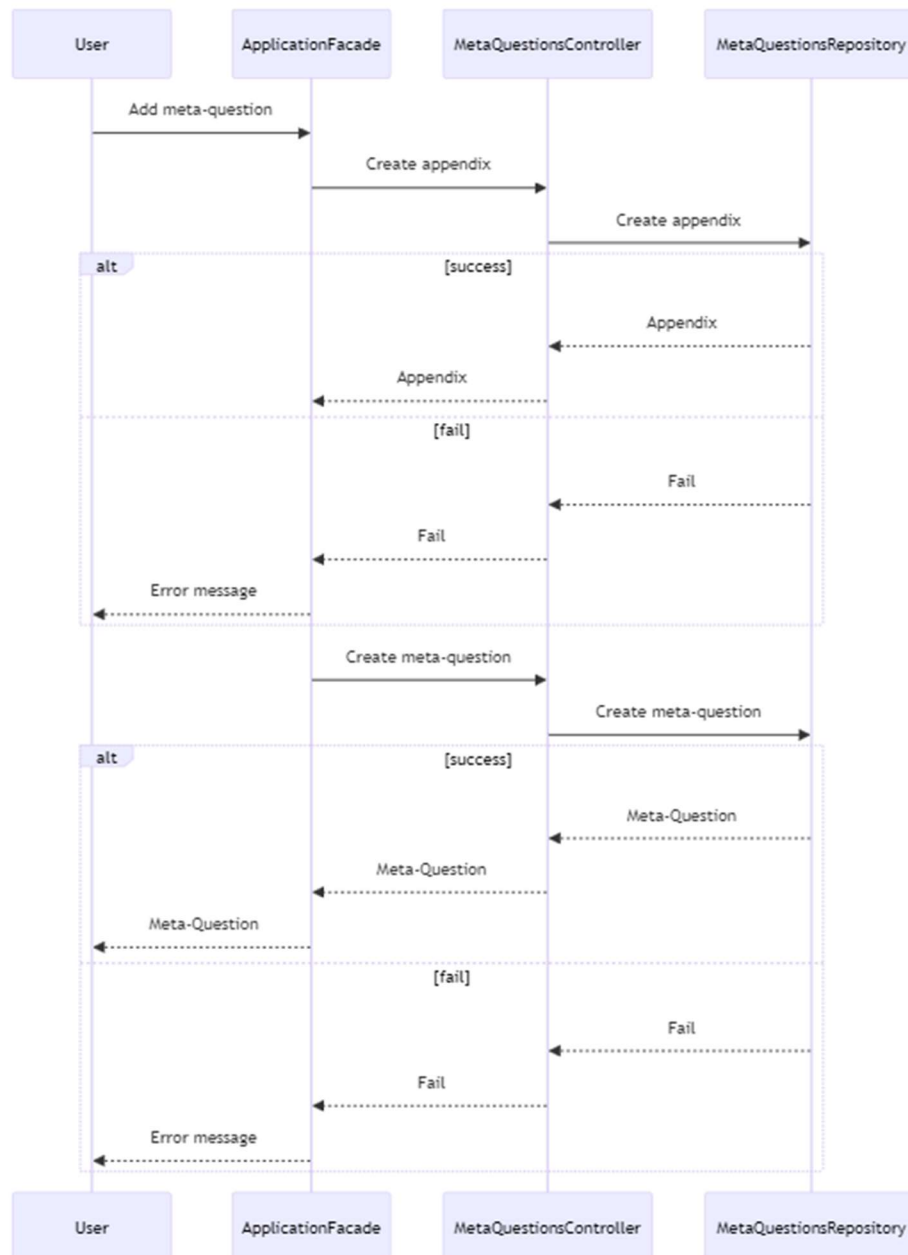 User
ApplicationFacade
MetaQuestionsController
MetaQuestionsRepository
Add meta-question
Create appendix
Create appendix
alt
[success]
Appendix
Appendix
[fail]
Fail
Fail
Error message
Create meta-question
Create meta-question
alt
[success]
Meta-Question
Meta-Question
Meta-Question
[fail]
Fail
Fail
Error message
User
ApplicationFacade
MetaQuestionsController
MetaQuestionsRepository